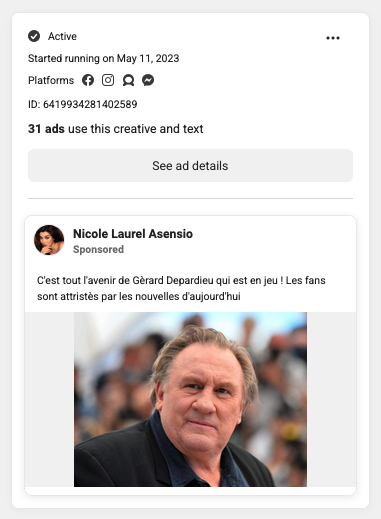 Active
Started running on May 11, 2023
Platforms
ID: 6419934281402589
31 ads use this creative and text
See ad details
Nicole Laurel Asensio
Sponsored
C'est tout l'avenir de Gèrard Depardieu qui est en jeu ! Les fans
sont attristès par les nouvelles d'aujourd'hui